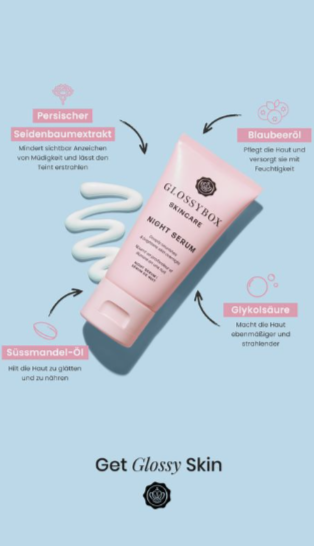 Persischer
Seidenbaumextrakt
Mindert sichtbar Anzeichen
von Müdigkeit und lässt den
Teint erstrahlen
Blaubeeröl
Pflegt die Haut und
versorgt sie mit
Feuchtigkeit
GLOSSYBOX
SKINCARE
NIGHT SERUM
Glykolsäure
Macht die Haut
ebenmäßiger und
strahlender
Süssmandel-Öl
Hilt die Haut zu glätten
und zu nähren
Get Glossy Skin